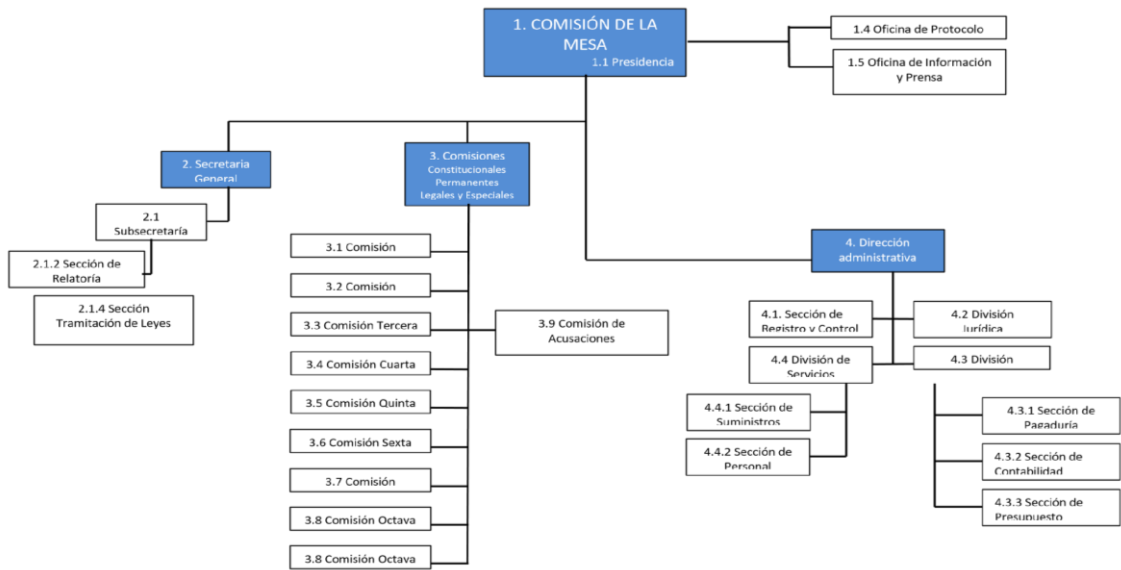 1. COMISIÓN DE LA
MESA
1.1 Presidencia
1.4 Oficina de Protocolo
1.5 Oficina de Información
y Prensa
2. Secretaria
General
3. Comisiones
Constitucionales
Permanentes
Legales y Especiales
2.1
Subsecretaría
2.1.2 Sección de
Relatoría
2.1.4 Sección
Tramitación de Leyes
3.1 Comisión
3.2 Comisión
3.3 Comisión Tercera
3.4 Comisión Cuarta
3.5 Comisión Quinta
3.6 Comisión Sexta
3.7 Comisión
3.8 Comisión Octava
3.8 Comisión Octava
3.9 Comisión de
Acusaciones
4. Dirección
administrativa
4.1. Sección de
Registro y Control
4.2 División
Jurídica
4.4 División de
Servicios
4.3 División
4.4.1 Sección de
Suministros
4.4.2 Sección de
Personal
4.3.1 Sección de
Pagaduría
4.3.2 Sección de
Contabilidad
4.3.3 Sección de
Presupuesto